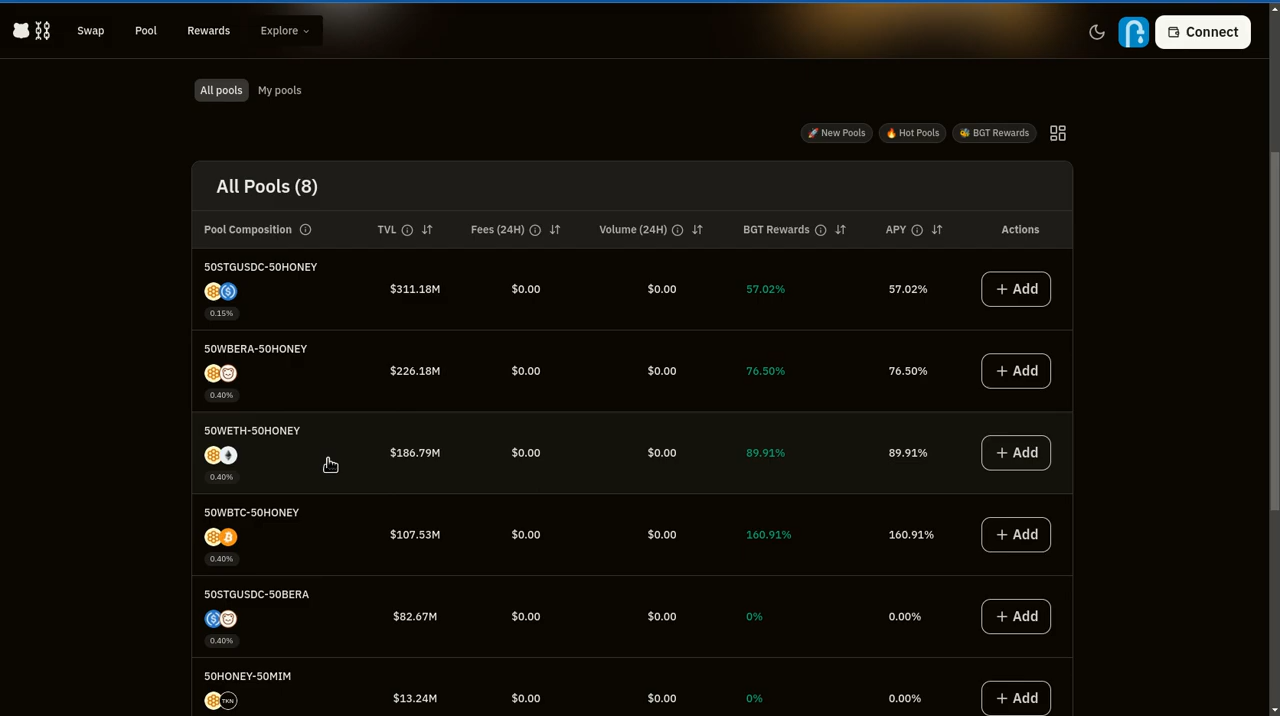 Swap Pool Rewards Explore Connect
All pools My pools
🚀 New Pools 🔥 Hot Pools 🐝 BGT Rewards
All Pools (8)
Pool Composition TVL Fees (24H) Volume (24H) BGT Rewards APY Actions
50STGUSDC-50HONEY
$311.18M $0.00 $0.00 57.02% 57.02% + Add
0.15%
50WBERA-50HONEY
$226.18M $0.00 $0.00 76.50% 76.50% + Add
0.40%
50WETH-50HONEY
$186.79M $0.00 $0.00 89.91% 89.91% + Add
0.40%
50WBTC-50HONEY
$107.53M $0.00 $0.00 160.91% 160.91% + Add
0.40%
50STGUSDC-50BERA
$82.67M $0.00 $0.00 0% 0.00% + Add
0.40%
50HONEY-50MIM
TKN $13.24M $0.00 $0.00 0% 0.00% + Add